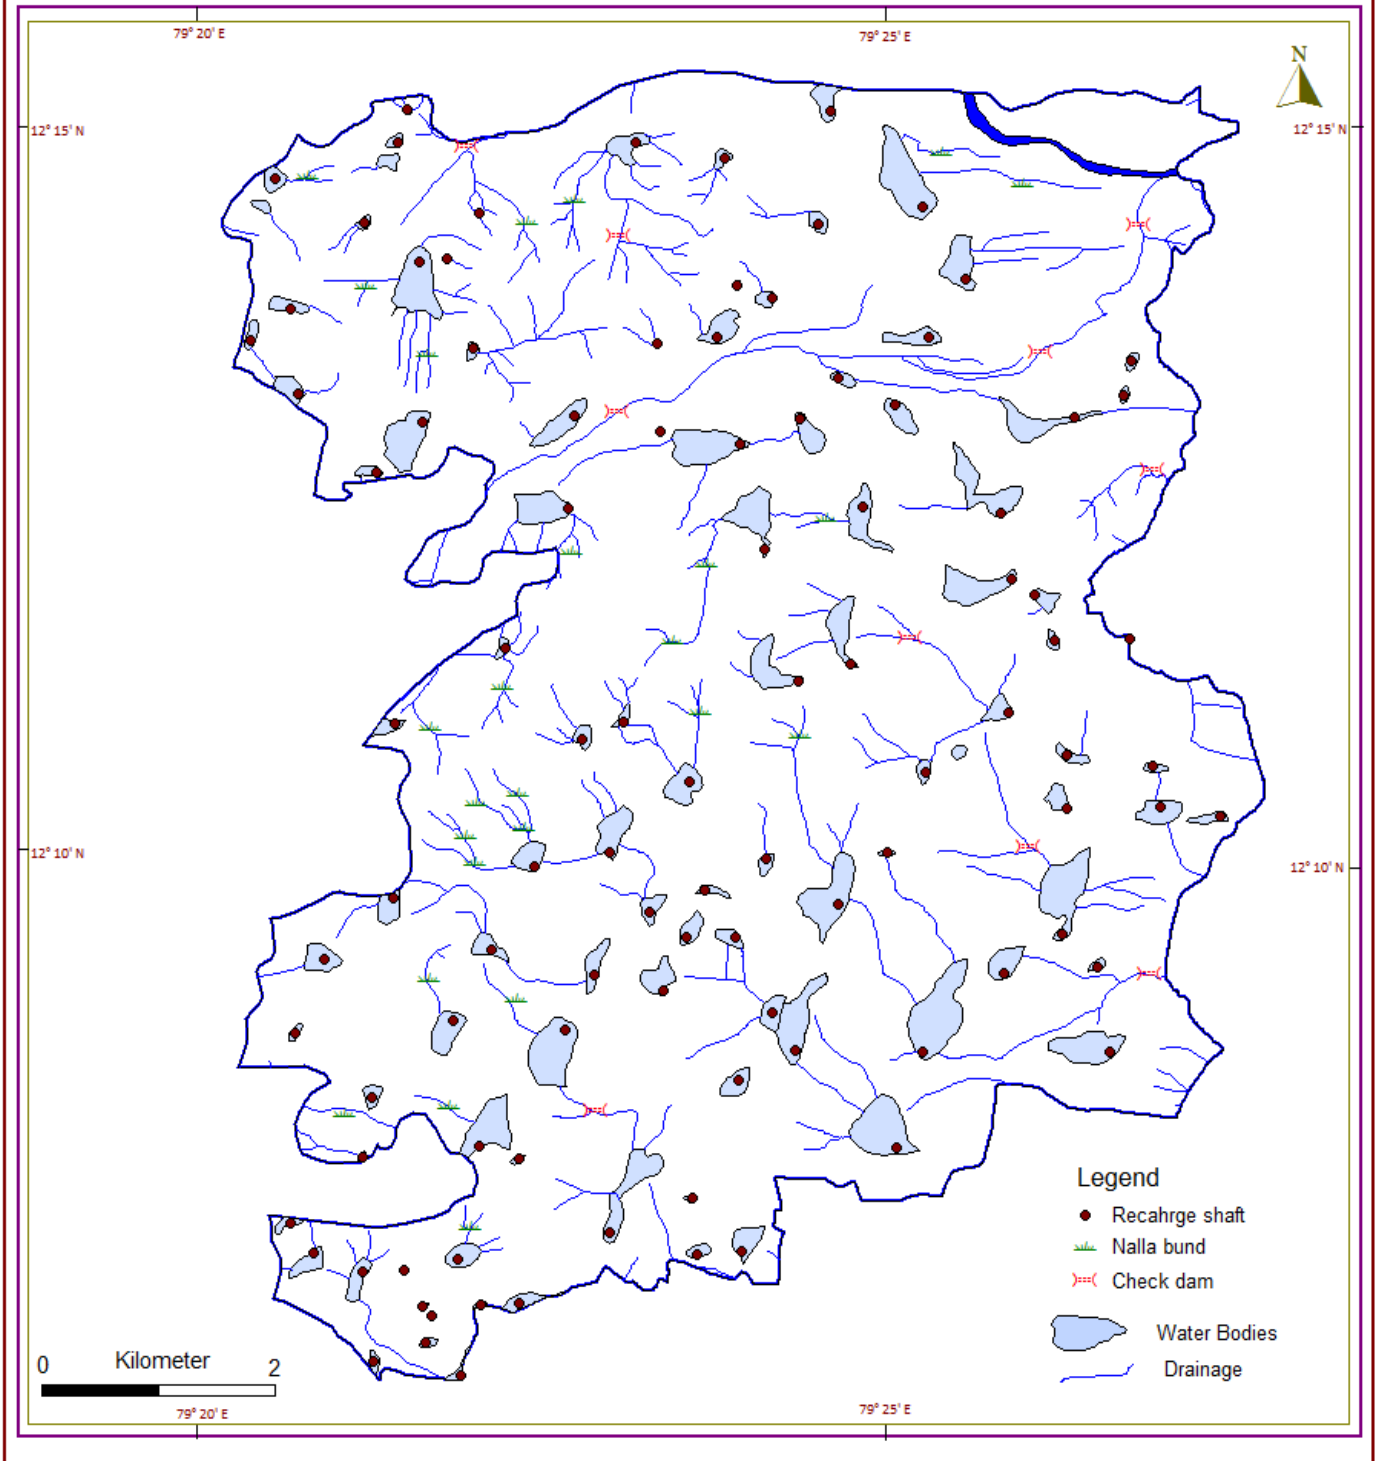 79° 20' E
79° 25' E
N
12° 15' N
12° 15' N
12° 10' N
12° 10' N
Legend
Recahrge shaft
Nalla bund
Check dam
Water Bodies
Drainage
0 Kilometer 2
79° 20' E
79° 25' E